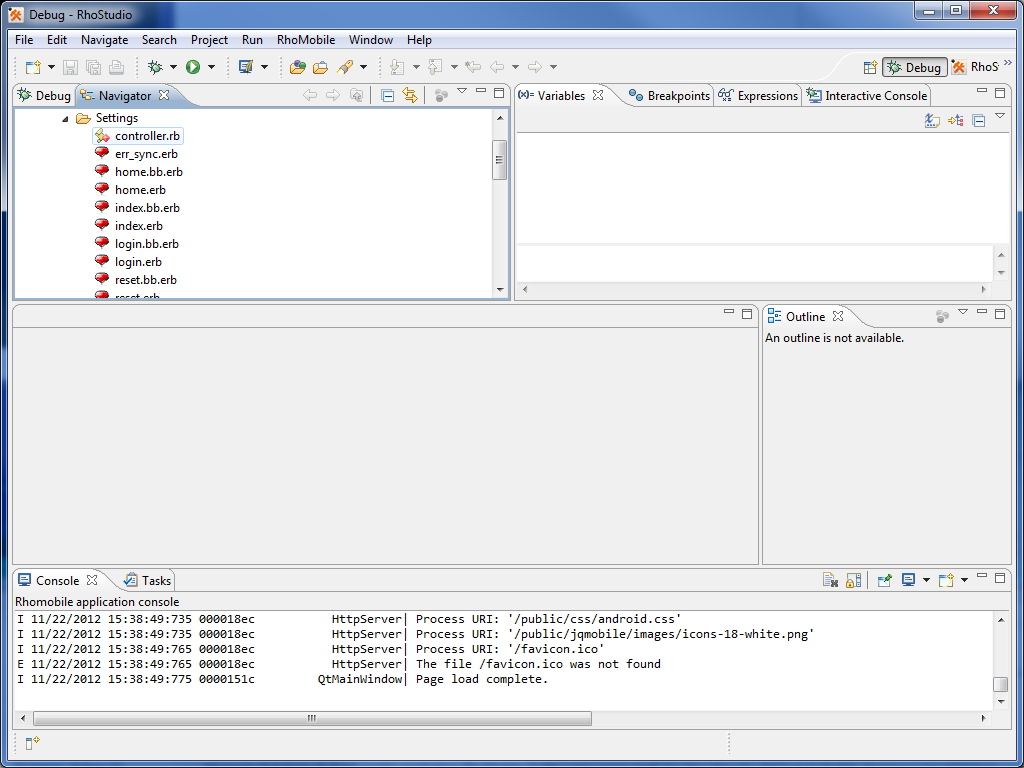 Debug - RhoStudio
File Edit Navigate Search Project Run RhoMobile Window Help
Debug RhoS
Debug Navigator
Settings
controller.rb
err_sync.erb
home.bb.erb
home.erb
index.bb.erb
index.erb
login.bb.erb
login.erb
reset.bb.erb
reset.erb
(x)= Variables Breakpoints Expressions Interactive Console
Outline
An outline is not available.
Console Tasks
Rhomobile application console
I 11/22/2012 15:38:49:735 000018ec HttpServer| Process URI: '/public/css/android.css'
I 11/22/2012 15:38:49:735 000018ec HttpServer| Process URI: '/public/jqmobile/images/icons-18-white.png'
I 11/22/2012 15:38:49:765 000018ec HttpServer| Process URI: '/favicon.ico'
E 11/22/2012 15:38:49:765 000018ec HttpServer| The file /favicon.ico was not found
I 11/22/2012 15:38:49:775 0000151c QtMainWindow| Page load complete.